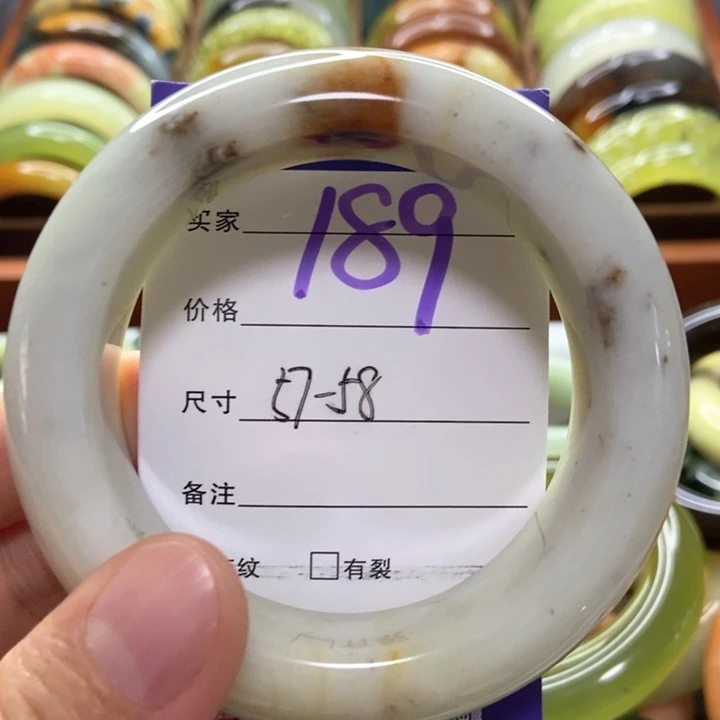 买家 189
价格
尺寸 57-58
备注
纹 □有裂